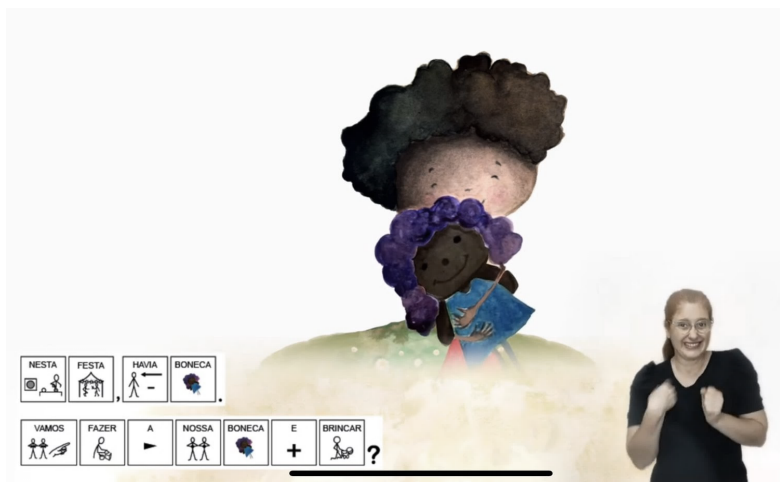 NESTA FESTA, HAVIA BONECA.
VAMOS FAZER A NOSSA BONECA E BRINCAR?